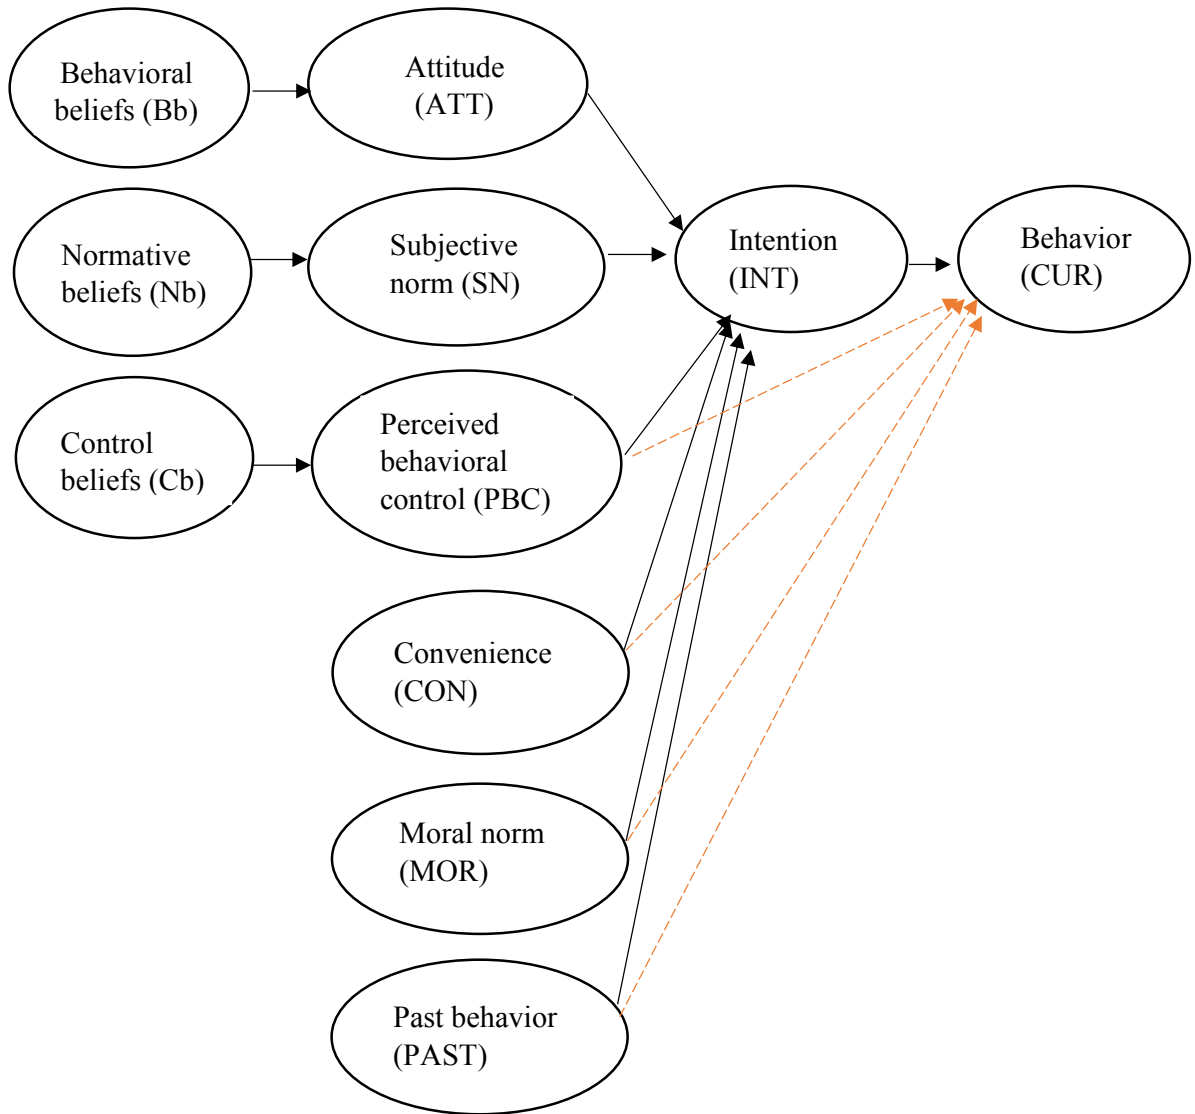 Behavioral
beliefs (Bb)
Attitude
(ATT)
Normative
beliefs (Nb)
Subjective
norm (SN)
Intention
(INT)
Behavior
(CUR)
Control
beliefs (Cb)
Perceived
behavioral
control (PBC)
Convenience
(CON)
Moral norm
(MOR)
Past behavior
(PAST)